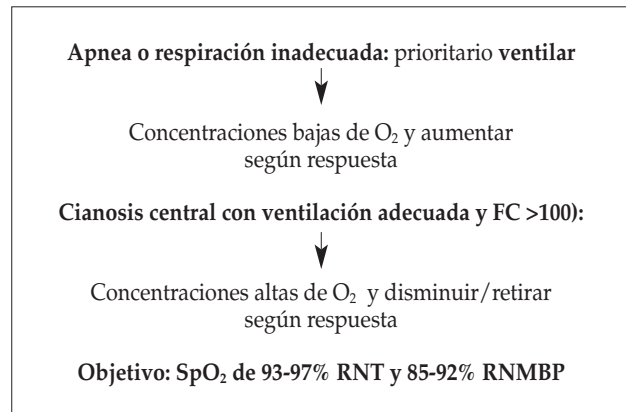 Apnea o respiración inadecuada: prioritario ventilar
Concentraciones bajas de O₂ y aumentar
según respuesta
Cianosis central con ventilación adecuada y FC >100):
Concentraciones altas de O₂ y disminuir/retirar
según respuesta
Objetivo: SpO₂ de 93-97% RNT y 85-92% RNMBP